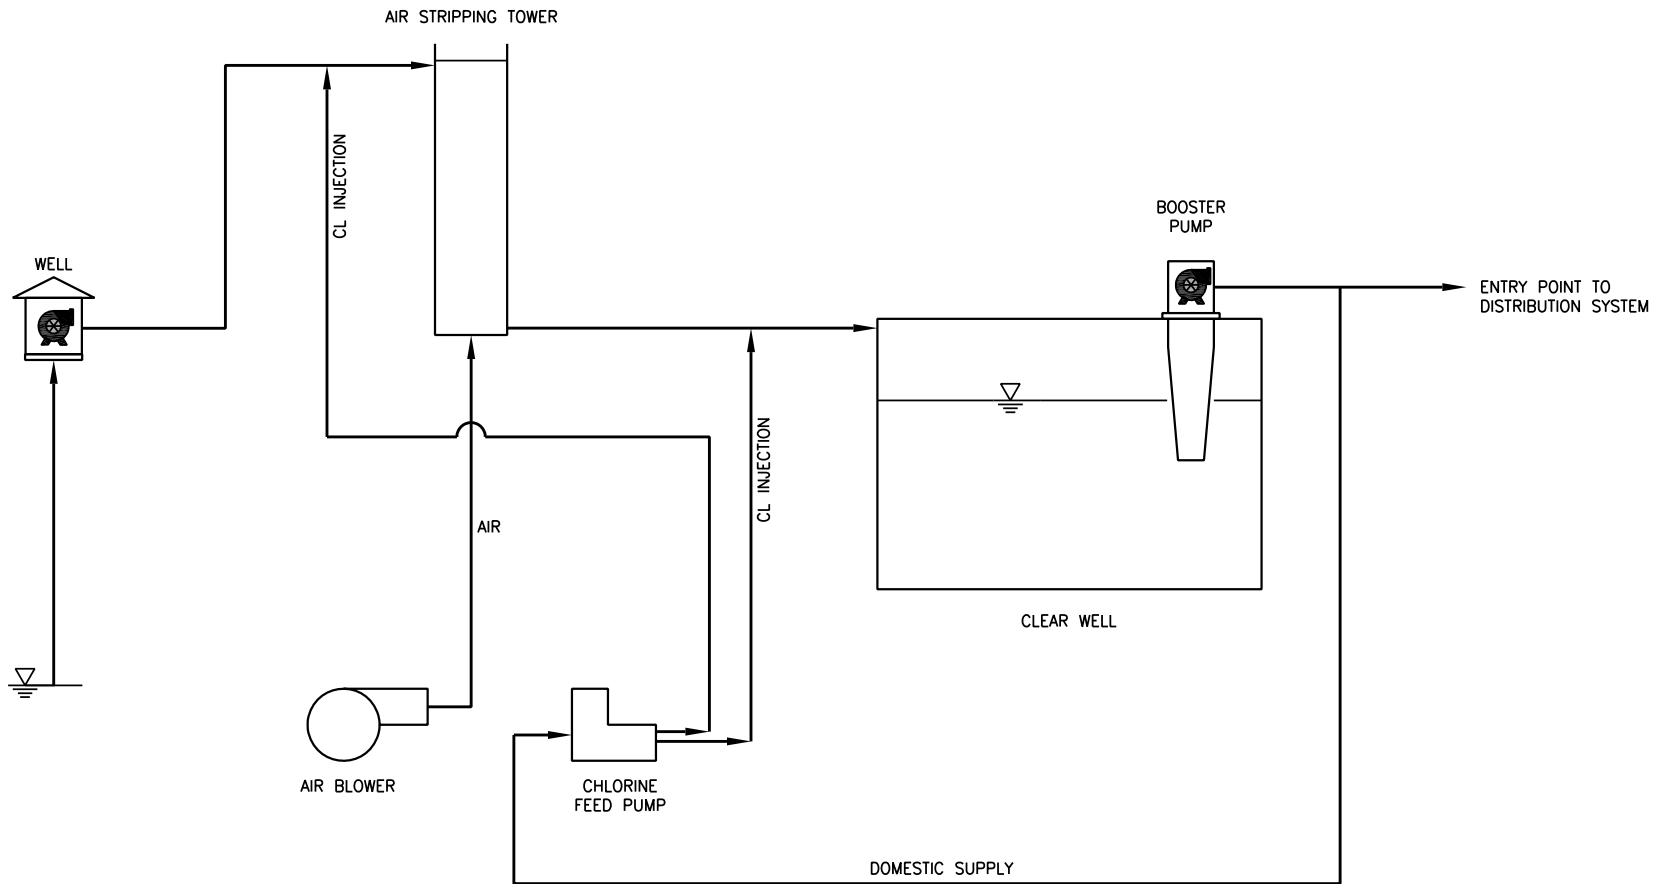 AIR STRIPPING TOWER
CL INJECTION
WELL
BOOSTER
PUMP
ENTRY POINT TO
DISTRIBUTION SYSTEM
CL INJECTION
AIR
CLEAR WELL
AIR BLOWER
CHLORINE
FEED PUMP
DOMESTIC SUPPLY